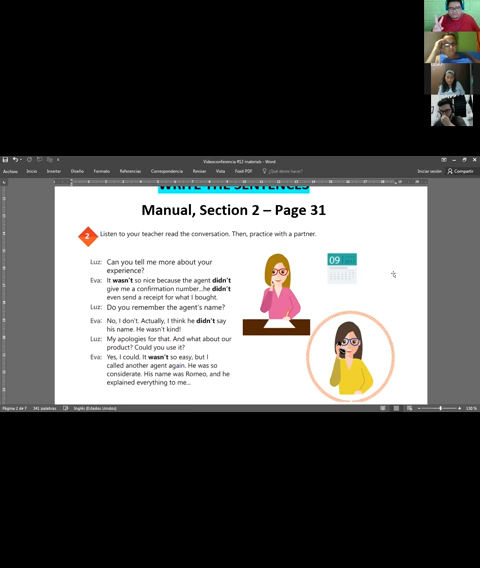 Videoconferencia #12 materials - Word
Archivo Inicio Insertar Diseño Formato Referencias Correspondencia Revisar Vista Foxit PDF ¿Qué desea hacer? Iniciar sesión Compartir
WRITE THE SENTENCES
Manual, Section 2 – Page 31
2 Listen to your teacher read the conversation. Then, practice with a partner.
Luz: Can you tell me more about your
experience?
Eva: It wasn't so nice because the agent didn't
give me a confirmation number...he didn't
even send a receipt for what I bought.
Luz: Do you remember the agent's name?
Eva: No, I don't. Actually, I think he didn't say
his name. He wasn't kind!
Luz: My apologies for that. And what about our
product? Could you use it?
Eva: Yes, I could. It wasn't so easy, but I
called another agent again. He was so
considerate. His name was Romeo, and he
explained everything to me...
09
Página 2 de 7 341 palabras Inglés (Estados Unidos)